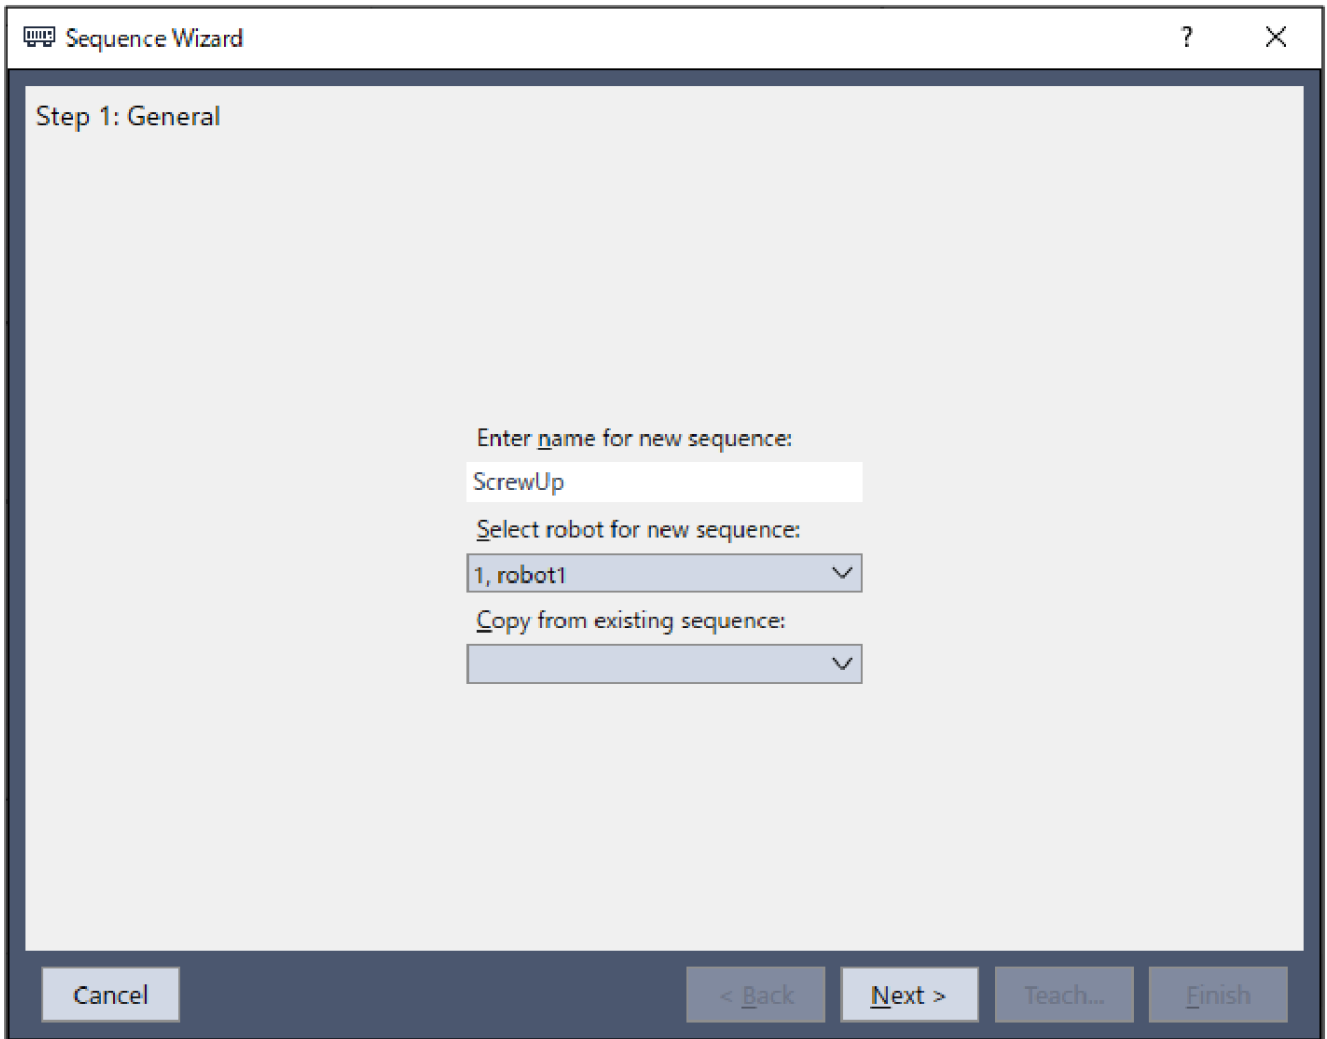 Sequence Wizard ?
Step 1: General
Enter name for new sequence:
ScrewUp
Select robot for new sequence:
1, robot1
Copy from existing sequence:
Cancel < Back Next > Teach... Finish